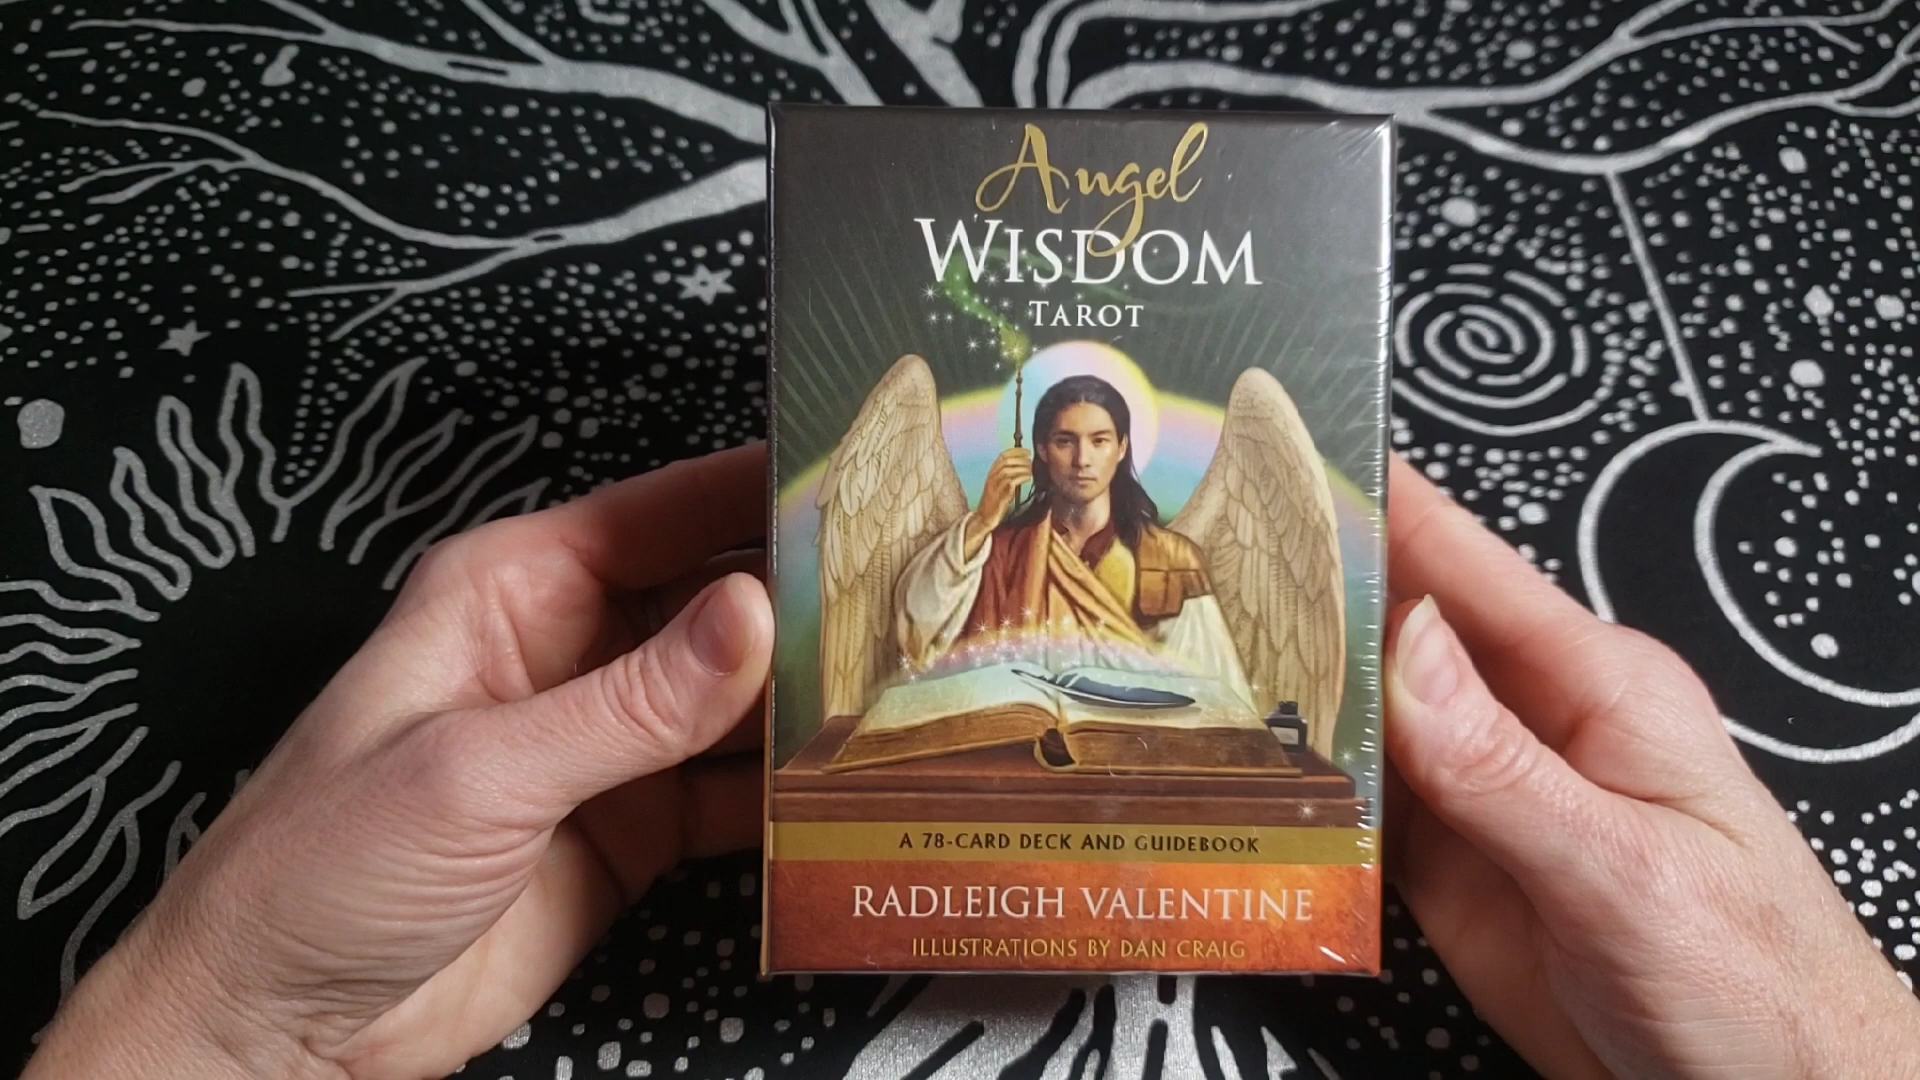 Angel
WISDOM
TAROT
A 78-CARD DECK AND GUIDEBOOK
RADLEIGH VALENTINE
ILLUSTRATIONS BY DAN CRAIG